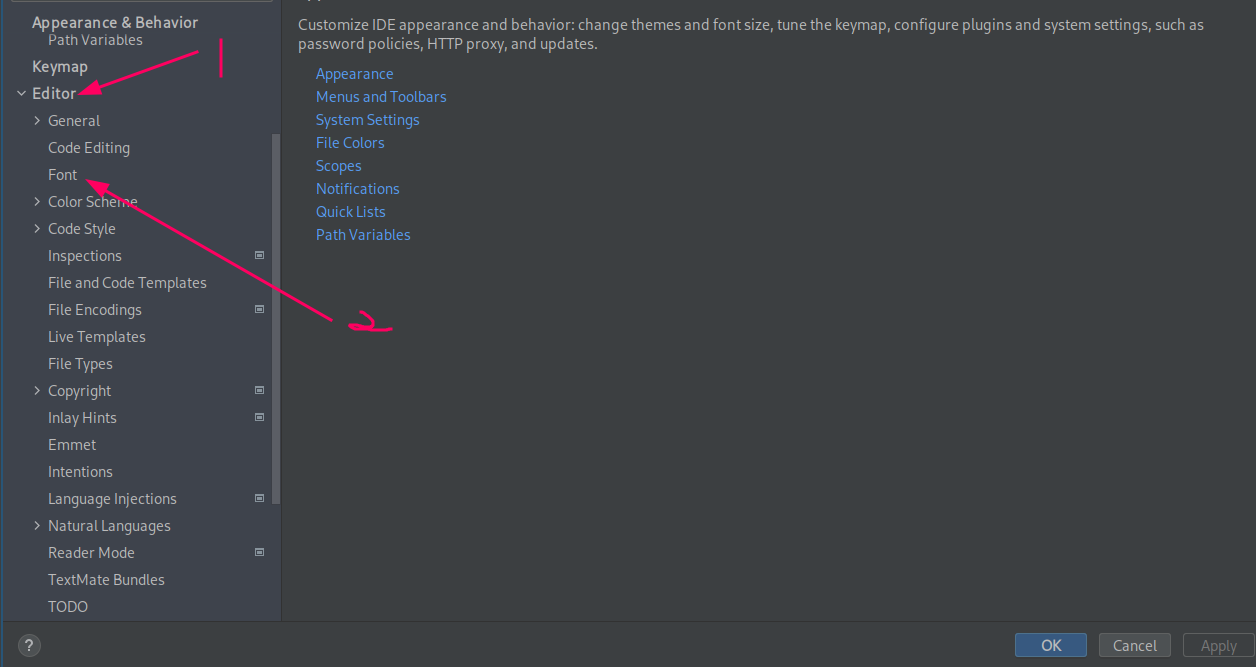 Appearance & Behavior
Path Variables
Keymap
Editor
General
Code Editing
Font
Color Scheme
Code Style
Inspections
File and Code Templates
File Encodings
Live Templates
File Types
Copyright
Inlay Hints
Emmet
Intentions
Language Injections
Natural Languages
Reader Mode
TextMate Bundles
TODO
1
2
Customize IDE appearance and behavior: change themes and font size, tune the keymap, configure plugins and system settings, such as
password policies, HTTP proxy, and updates.
Appearance
Menus and Toolbars
System Settings
File Colors
Scopes
Notifications
Quick Lists
Path Variables
?
OK
Cancel
Apply